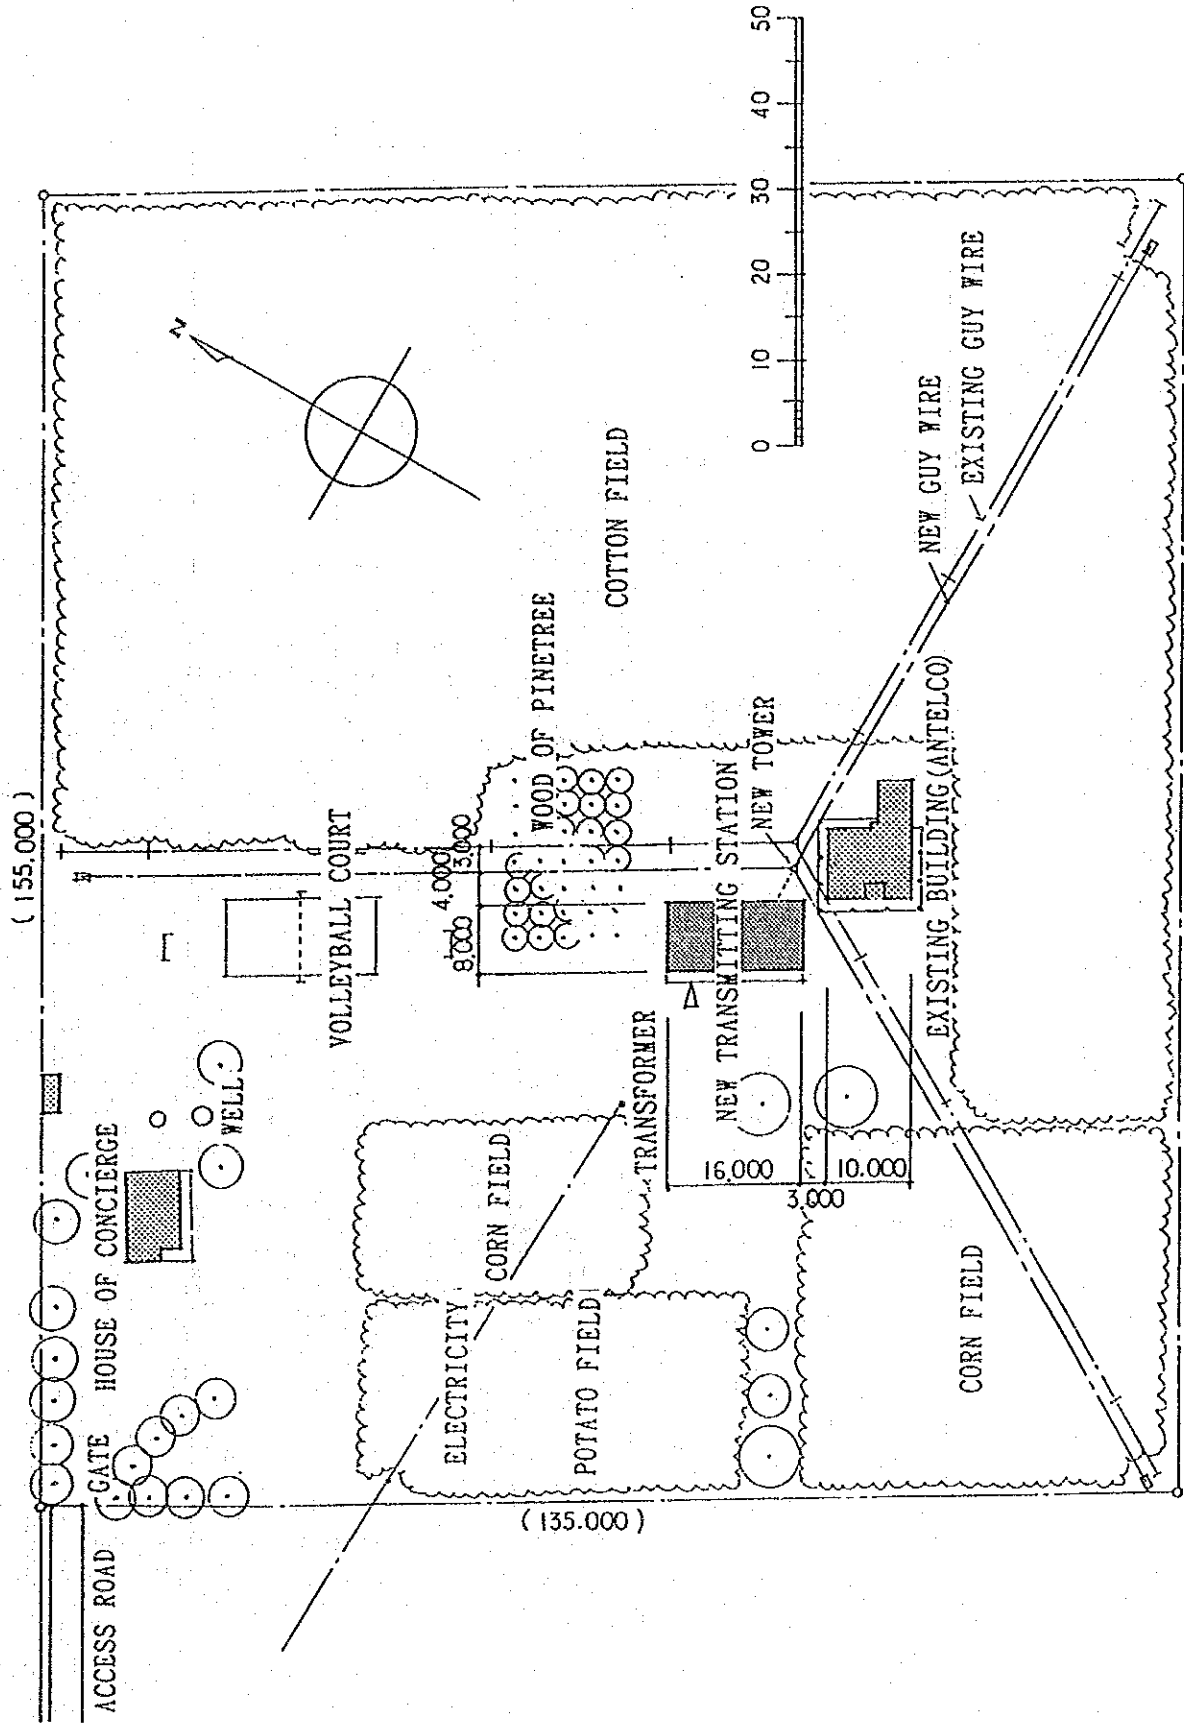 (155.000)
ACCESS ROAD
GATE
HOUSE OF CONCIERGE
WELL
VOLLEYBALL COURT
N
ELECTRICITY
CORN FIELD
8,000
4,000
3,000
WOOD OF PINETREE
POTATO FIELD
COTTON FIELD
(135.000)
TRANSFORMER
NEW TRANSMITTING STATION
NEW TOWER
0 10 20 30 40 50
16,000
3,000
10.000
EXISTING BUILDING(ANTELCO)
NEW GUY WIRE
EXISTING GUY WIRE
CORN FIELD